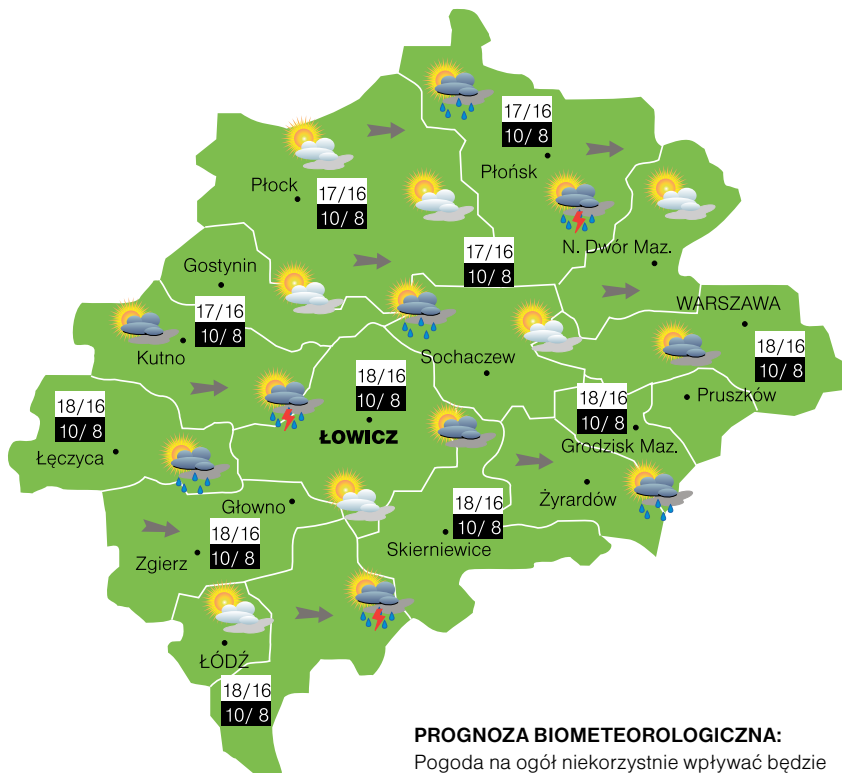 17/16
10/ 8
Płońsk
Płock
17/16
10/ 8
N. Dwór Maz.
17/16
10/ 8
Gostynin
17/16
10/ 8
Kutno
WARSZAWA
18/16
10/ 8
Sochaczew
18/16
10/ 8
ŁOWICZ
Pruszków
18/16
10/ 8
Grodzisk Maz.
18/16
10/ 8
Łęczyca
Żyrardów
Głowno
18/16
10/ 8
Skierniewice
18/16
10/ 8
Zgierz
ŁÓDŹ
18/16
10/ 8
PROGNOZA BIOMETEOROLOGICZNA:
Pogoda na ogół niekorzystnie wpływać będzie